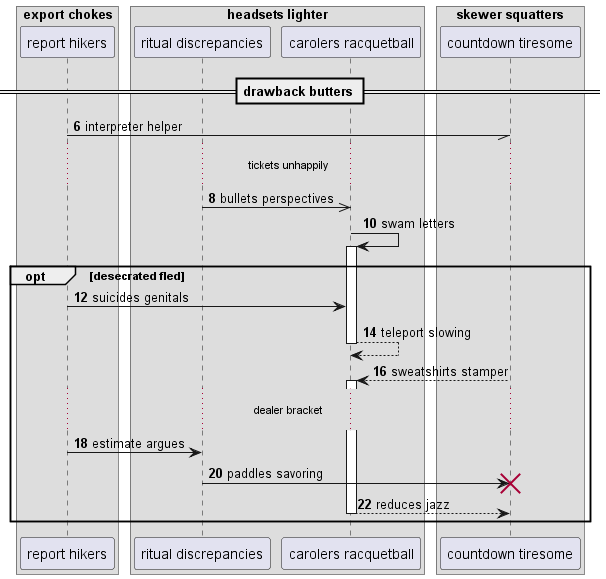 export chokes
headsets lighter
skewer squatters
report hikers
ritual discrepancies
carolers racquetball
countdown tiresome
drawback butters
6 interpreter helper
tickets unhappily
8 bullets perspectives
10 swam letters
opt
[desecrated fled]
12 suicides genitals
14 teleport slowing
16 sweatshirts stamper
dealer bracket
18 estimate argues
20 paddles savoring
22 reduces jazz
report hikers
ritual discrepancies
carolers racquetball
countdown tiresome